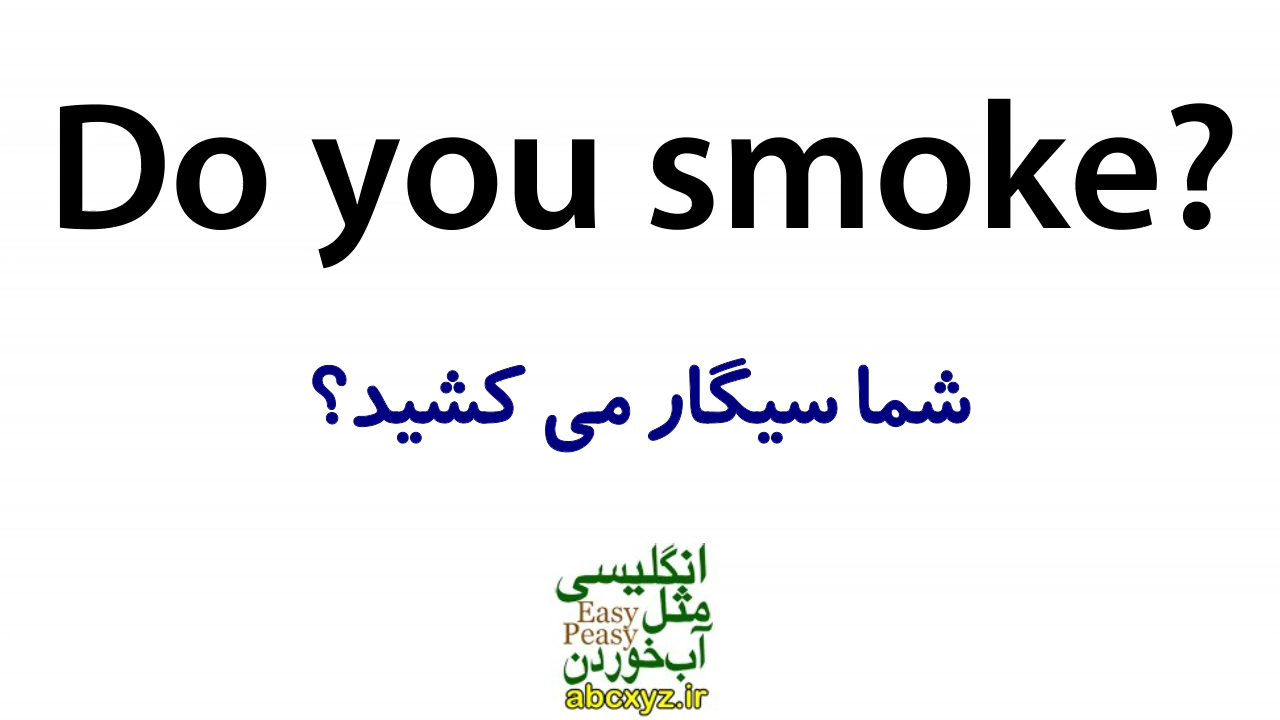 Do you smoke?
شما سیگار می کشید؟
انگلیسی
مثل
Easy
Peasy
آب‌خوردن
abcxyz.ir